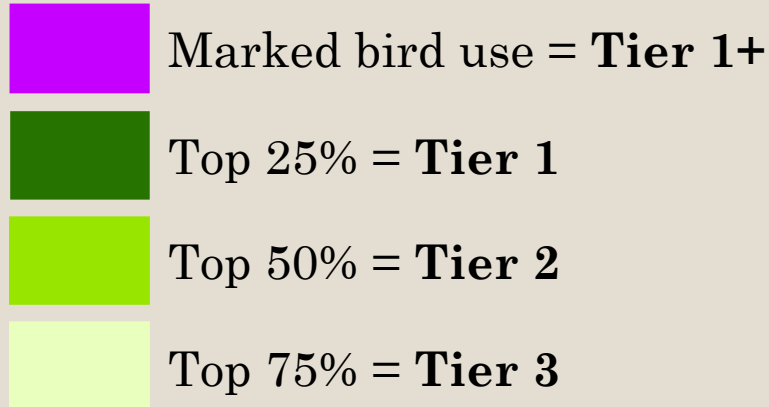 Marked bird use = Tier 1+
Top 25% = Tier 1
Top 50% = Tier 2
Top 75% = Tier 3